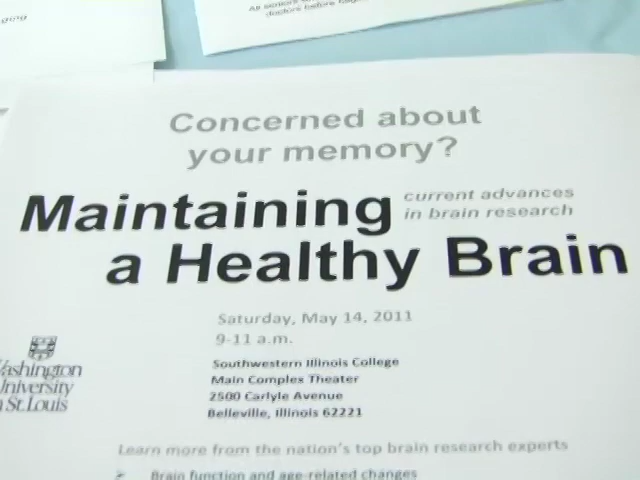 Concerned about
your memory?
Maintaining
current advances
in brain research
a Healthy Brain
Saturday, May 14, 2011
9-11 a.m.
Southwestern Illinois College
Main Complex Theater
2500 Carlyle Avenue
Belleville, Illinois 62221
Washington
University
in St. Louis
Learn more from the nation's top brain research experts
Brain function and age-related changes